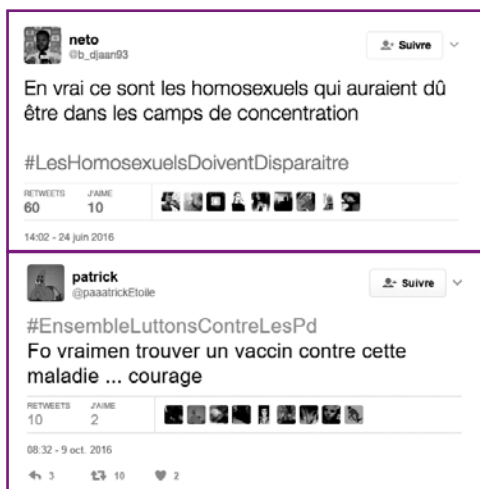 neto
@b_djaan93
Suivre
En vrai ce sont les homosexuels qui auraient dû
être dans les camps de concentration
#LesHomosexuelsDoiventDisparaitre
RETWEETS J'AIME
60 10
14:02 - 24 juin 2016
patrick
@paaatrickEtoile
Suivre
#EnsembleLuttonsContreLesPd
Fo vraimen trouver un vaccin contre cette
maladie ... courage
RETWEETS J'AIME
10 2
08:32 - 9 oct. 2016
3 10 2